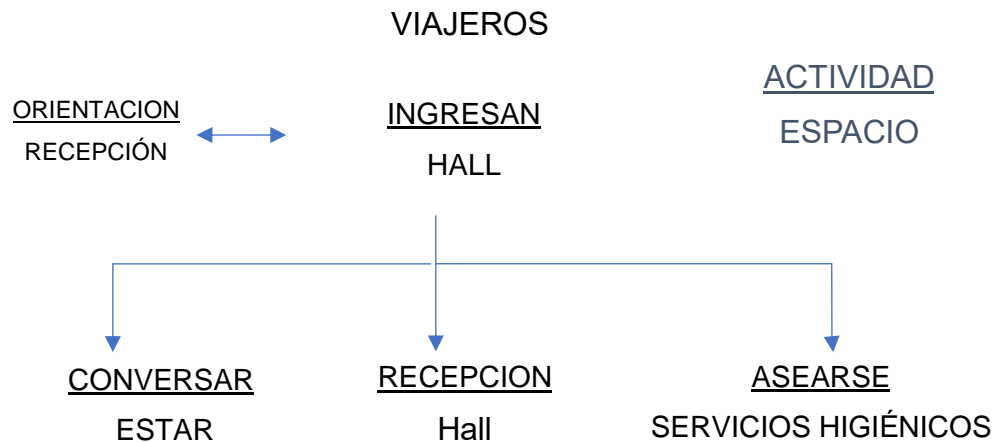 VIAJEROS
ACTIVIDAD
ESPACIO
ORIENTACION
RECEPCIÓN
INGRESAN
HALL
CONVERSAR
ESTAR
RECEPCION
Hall
ASEARSE
SERVICIOS HIGIÉNICOS